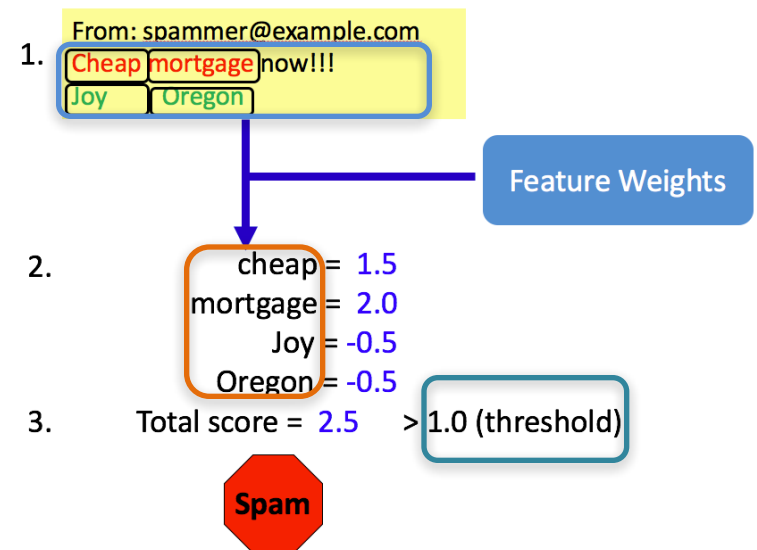 From: spammer@example.com
1. Cheap mortgage now!!!
Joy Oregon
Feature Weights
2. cheap = 1.5
mortgage = 2.0
Joy = -0.5
Oregon = -0.5
3. Total score = 2.5 > 1.0 (threshold)
Spam